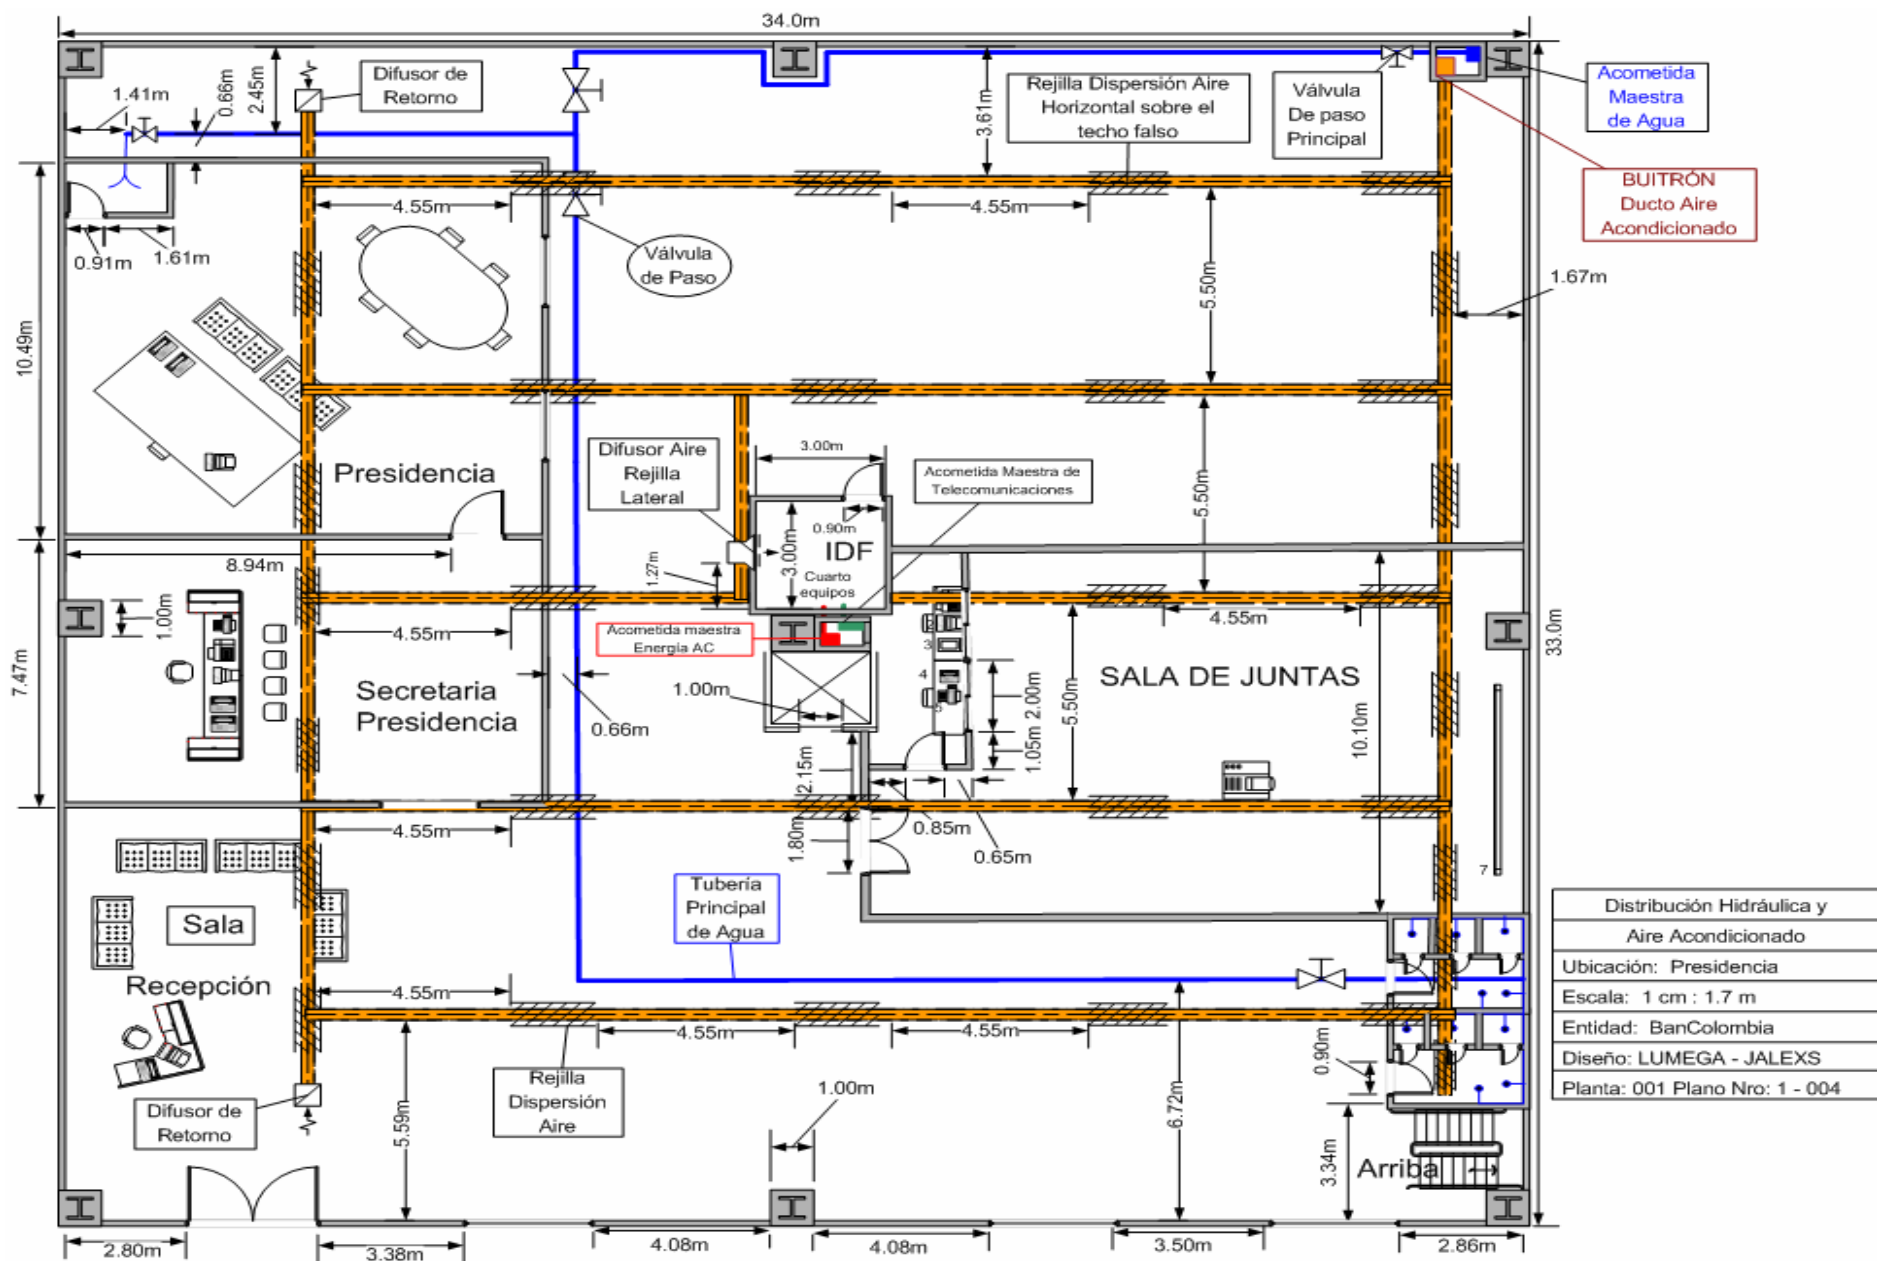 34.0m
Difusor de
Retorno
1.41m
0.66m
2.45m
3.61m
Rejilla Dispersión Aire
Horizontal sobre el
techo falso
Válvula
De paso
Principal
Acometida
Maestra
de Agua
BUITRÓN
Ducto Aire
Acondicionado
4.55m
4.55m
0.91m
1.61m
Válvula
de Paso
5.50m
1.67m
10.49m
Presidencia
Difusor Aire
Rejilla
Lateral
3.00m
Acometida Maestra de
Telecomunicaciones
5.50m
0.90m
IDF
3.00m
Cuarto
equipos
8.94m
1.27m
1.00m
4.55m
Acometida maestra
Energía AC
2
3
4
5
4.55m
33.0m
7.47m
Secretaria
Presidencia
1.00m
0.66m
2.00m
1.05m
5.50m
SALA DE JUNTAS
10.10m
2.15m
4.55m
1.80m
0.85m
0.65m
7
Sala
Tubería
Principal
de Agua
Recepción
4.55m
4.55m
4.55m
Distribución Hidráulica y
Aire Acondicionado
Ubicación: Presidencia
Escala: 1 cm : 1.7 m
Entidad: BanColombia
Diseño: LUMEGA - JALEXS
Planta: 001 Plano Nro: 1 - 004
Difusor de
Retorno
5.59m
Rejilla
Dispersión
Aire
1.00m
6.72m
0.90m
3.34m
Arriba
2.80m
3.38m
4.08m
4.08m
3.50m
2.86m